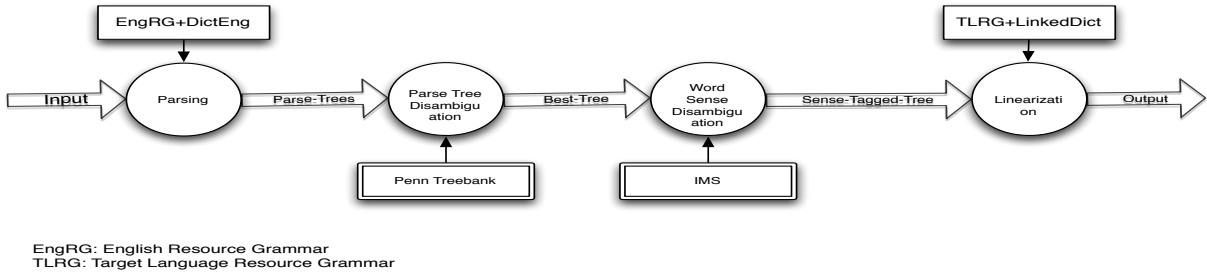 EngRG+DictEng
TLRG+LinkedDict
Input
Parsing
Parse-Trees
Parse Tree
Disambigu
ation
Best-Tree
Word
Sense
Disambigu
ation
Sense-Tagged-Tree
Linearizati
on
Output
Penn Treebank
IMS
EngRG: English Resource Grammar
TLRG: Target Language Resource Grammar